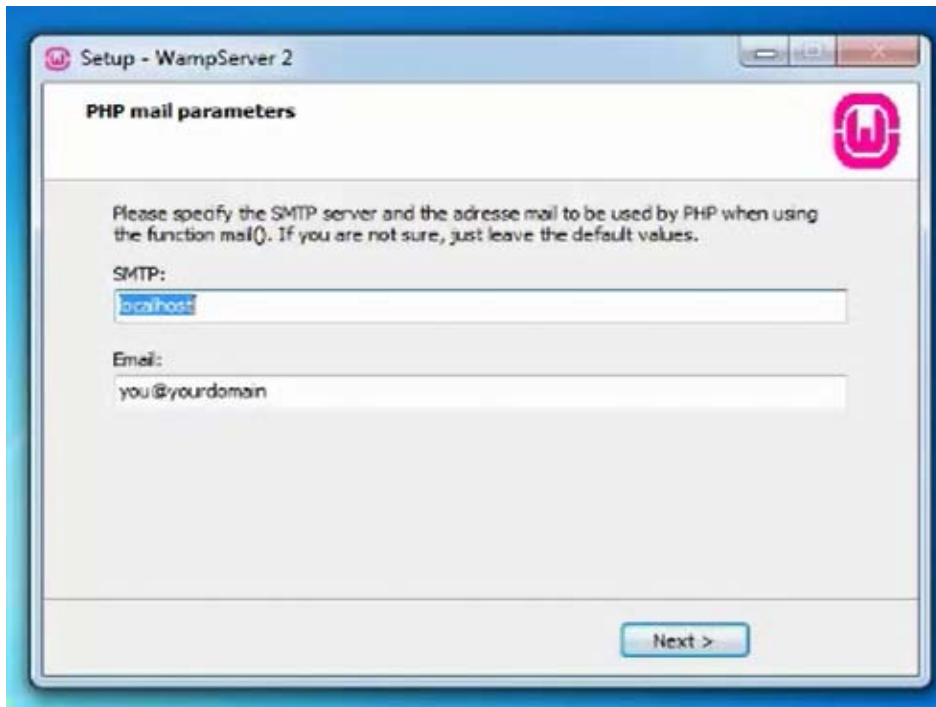 Setup - WampServer 2
PHP mail parameters
Please specify the SMTP server and the adresse mail to be used by PHP when using
the function mail(). If you are not sure, just leave the default values.
SMTP:
localhost
Email:
you@yourdomain
Next >